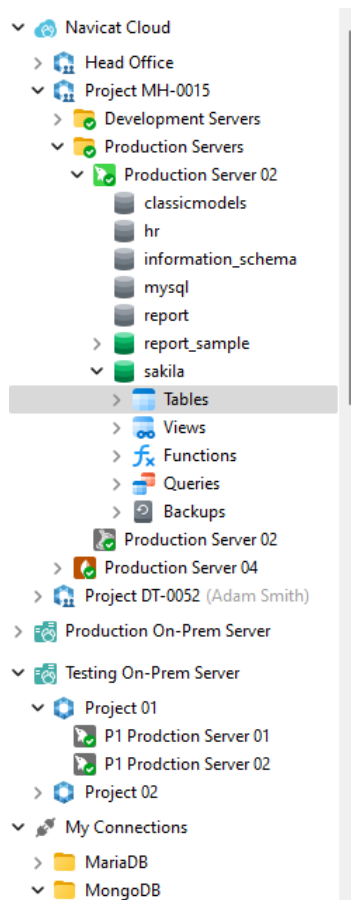 Navicat Cloud
Head Office
Project MH-0015
Development Servers
Production Servers
Production Server 02
classicmodels
hr
information_schema
mysql
report
report_sample
sakila
Tables
Views
Functions
Queries
Backups
Production Server 02
Production Server 04
Project DT-0052 (Adam Smith)
Production On-Prem Server
Testing On-Prem Server
Project 01
P1 Prodction Server 01
P1 Prodction Server 02
Project 02
My Connections
MariaDB
MongoDB